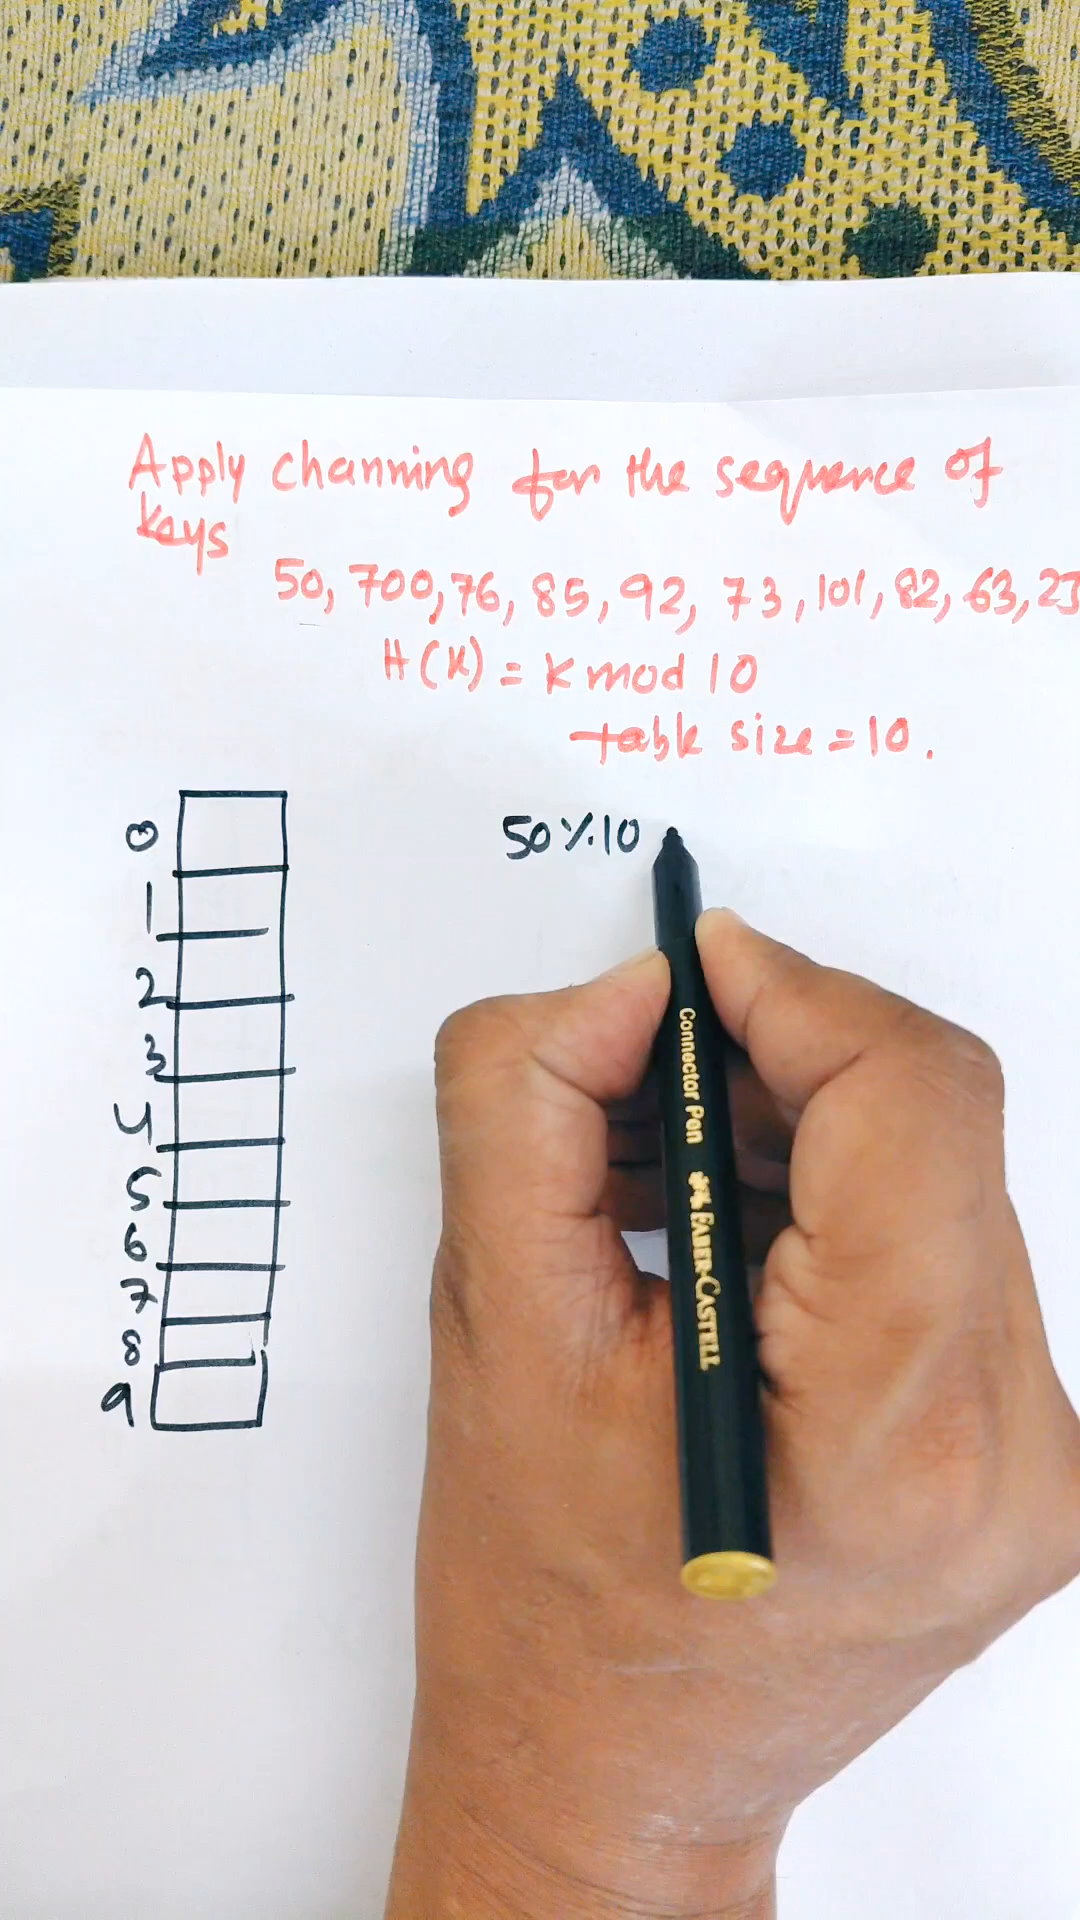 Apply channing for the sequence of
keys
50, 700, 76, 85, 92, 73, 101, 82, 63, 23
H(K) = K mod 10
table size = 10.
50 % 10
0
1
2
3
4
5
6
7
8
9
Connector Pen FABER-CASTELL